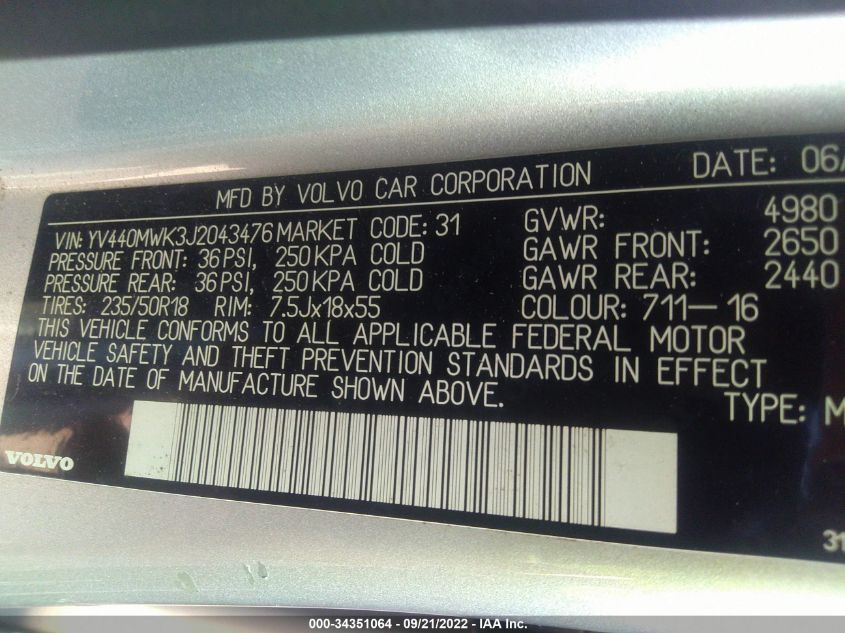 MFD BY VOLVO CAR CORPORATION DATE: 06/
VIN: YV440MWK3J2043476 MARKET CODE: 31 GVWR: 4980
PRESSURE FRONT: 36 PSI, 250 KPA COLD GAWR FRONT: 2650
PRESSURE REAR: 36 PSI, 250 KPA COLD GAWR REAR: 2440
TIRES: 235/50R18 RIM: 7.5Jx18x55 COLOUR: 711-16
THIS VEHICLE CONFORMS TO ALL APPLICABLE FEDERAL MOTOR
VEHICLE SAFETY AND THEFT PREVENTION STANDARDS IN EFFECT
ON THE DATE OF MANUFACTURE SHOWN ABOVE.
TYPE: M
VOLVO
31
000-34351064 - 09/21/2022 - IAA Inc.